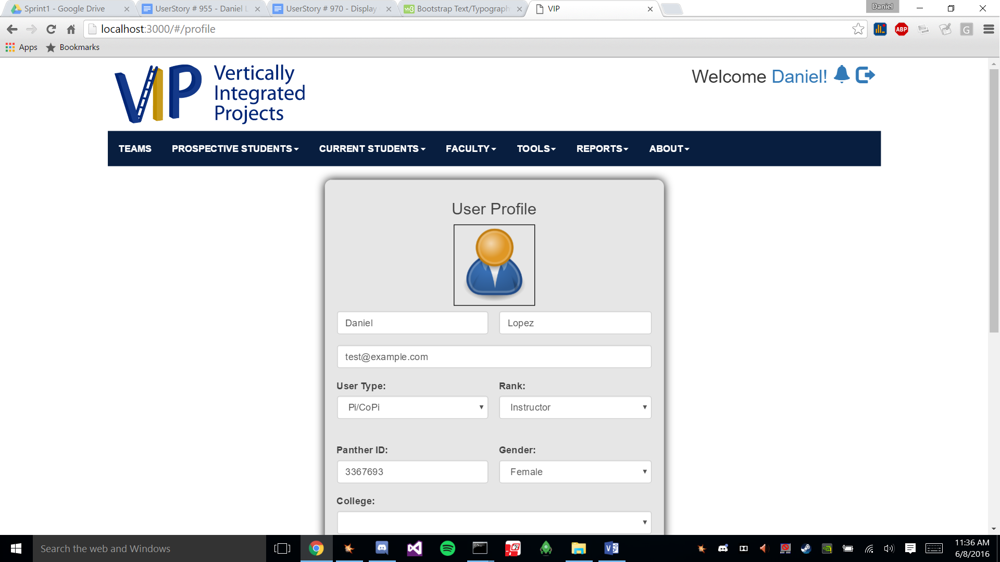 Sprint1 - Google Drive
UserStory # 955 - Daniel L
UserStory # 970 - Display
Bootstrap Text/Typograph
VIP
Daniel
localhost:3000/#/profile
ABP
G
Apps
Bookmarks
VIP
Vertically
Integrated
Projects
Welcome Daniel!
TEAMS PROSPECTIVE STUDENTS CURRENT STUDENTS FACULTY TOOLS REPORTS ABOUT
User Profile
Daniel Lopez
test@example.com
User Type: Rank:
Pi/CoPi Instructor
Panther ID: Gender:
3367693 Female
College:
Search the web and Windows
11:36 AM
6/8/2016